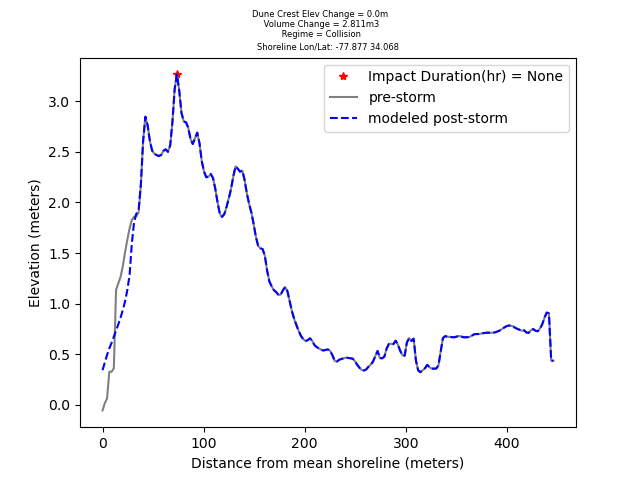 Dune Crest Elev Change = 0.0m
Volume Change = 2.811m3
Regime = Collision
Shoreline Lon/Lat: -77.877 34.068
Impact Duration(hr) = None
pre-storm
modeled post-storm
3.0
2.5
2.0
1.5
1.0
0.5
0.0
Elevation (meters)
0 100 200 300 400
Distance from mean shoreline (meters)